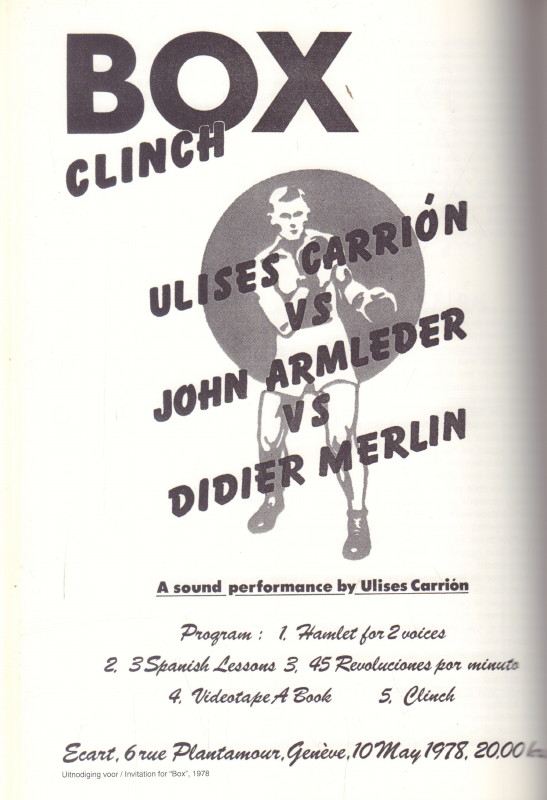 BOX
CLINCH
ULISES CARRIÓN
VS
JOHN ARMLEDER
VS
DIDIER MERLIN
A sound performance by Ulises Carrión
Program : 1. Hamlet for 2 voices
2. 3 Spanish Lessons 3. 45 Revoluciones por minuto
4. Videotape A Book 5. Clinch
Ecart, 6 rue Plantamour, Genève, 10 May 1978, 20.00
Uitnodiging voor / Invitation for "Box", 1978